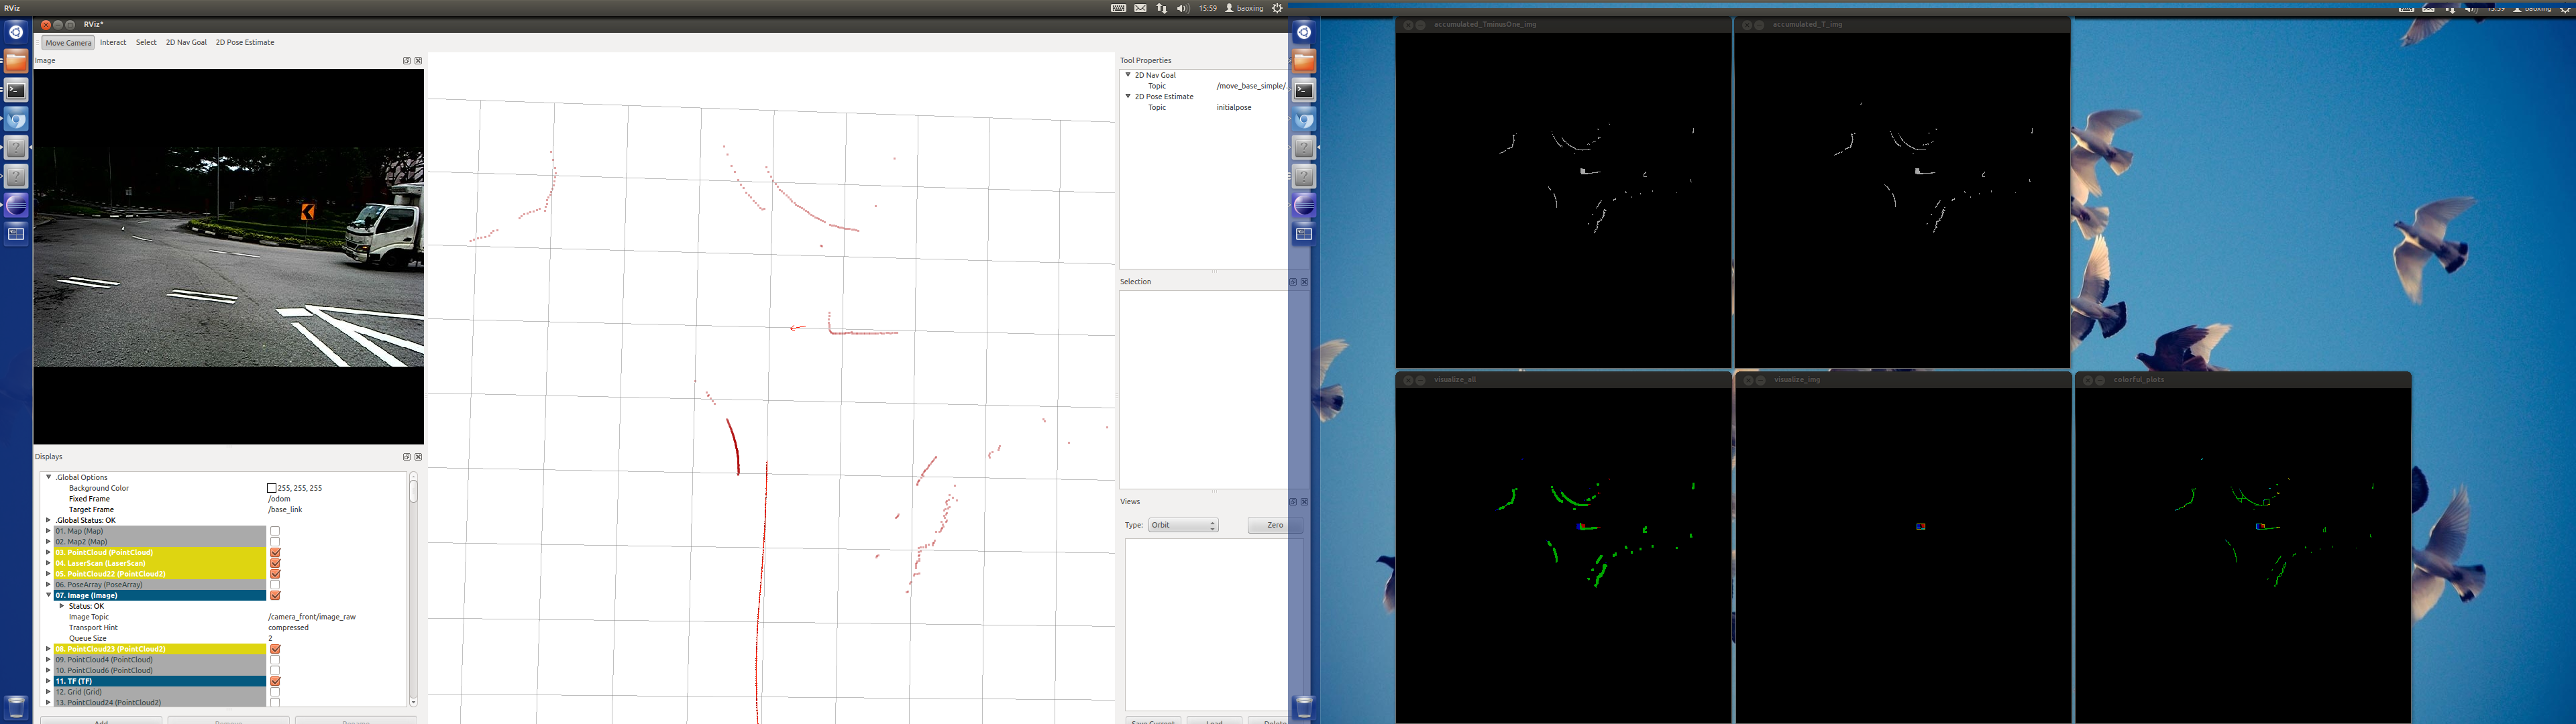 RViz
15:59 baoxing
RViz*
Move Camera Interact Select 2D Nav Goal 2D Pose Estimate
Image
Displays
.Global Options
Background Color 255, 255, 255
Fixed Frame /odom
Target Frame /base_link
.Global Status: OK
01. Map (Map)
02. Map2 (Map)
03. PointCloud (PointCloud)
04. LaserScan (LaserScan)
05. PointCloud22 (PointCloud2)
06. PoseArray (PoseArray)
07. Image (Image)
Status: OK
Image Topic /camera_front/image_raw
Transport Hint compressed
Queue Size 2
08. PointCloud23 (PointCloud2)
09. PointCloud4 (PointCloud)
10. PointCloud6 (PointCloud)
11. TF (TF)
12. Grid (Grid)
13. PointCloud24 (PointCloud2)
Add Remove Rename
Tool Properties
2D Nav Goal
Topic /move_base_simple/.
2D Pose Estimate
Topic initialpose
Selection
Views
Type: Orbit Zero
Save Current Load Delete
15:59 baoxing
accumulated_TminusOne_img
accumulated_T_img
visualize_all
visualize_img
colorful_plots